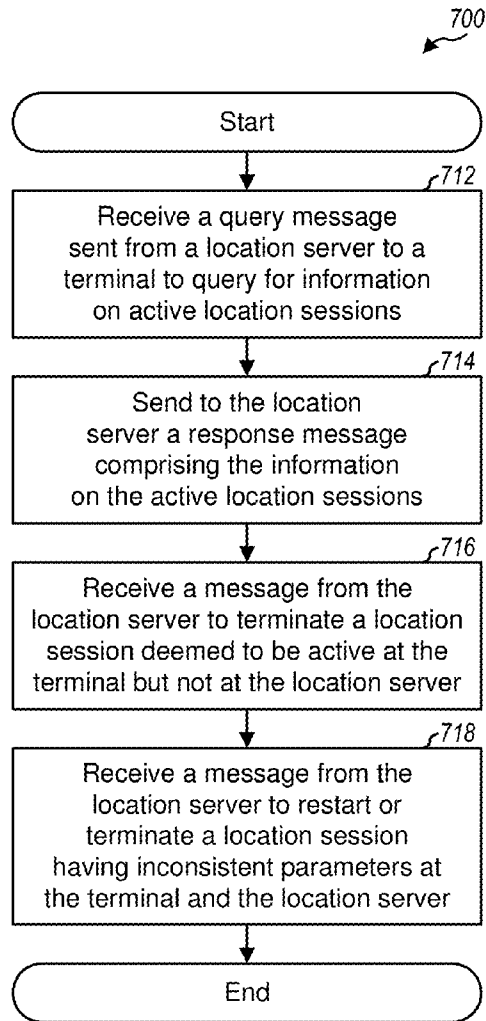 700
Start
712
Receive a query message
sent from a location server to a
terminal to query for information
on active location sessions
714
Send to the location
server a response message
comprising the information
on the active location sessions
716
Receive a message from the
location server to terminate a location
session deemed to be active at the
terminal but not at the location server
718
Receive a message from the
location server to restart or
terminate a location session
having inconsistent parameters at
the terminal and the location server
End